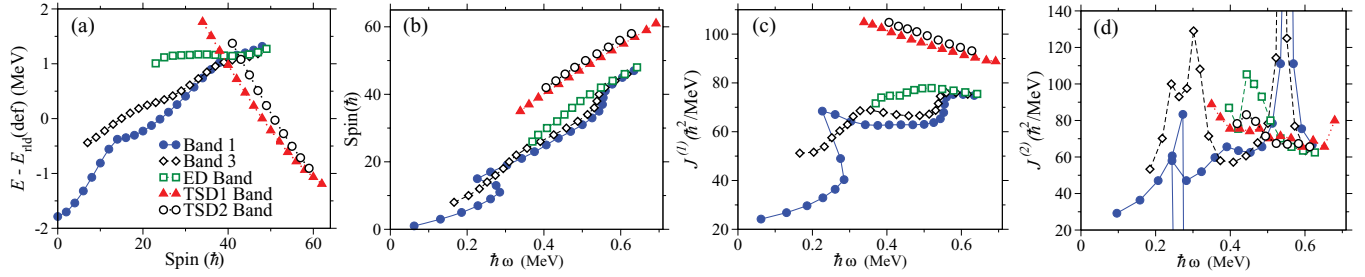 (a)
E - E_rld(def) (MeV)
2
1
0
-1
-2
0
20
40
60
Spin (ℏ)
Band 1
Band 3
ED Band
TSD1 Band
TSD2 Band
(b)
Spin(ℏ)
80
60
40
20
0
0
0.2
0.4
0.6
ℏ ω (MeV)
(c)
J^(1)(ℏ²/MeV)
100
80
60
40
20
0
0.2
0.4
0.6
ℏ ω (MeV)
(d)
J^(2)(ℏ²/MeV)
140
120
100
80
60
40
20
0
0.2
0.4
0.6
ℏ ω (MeV)